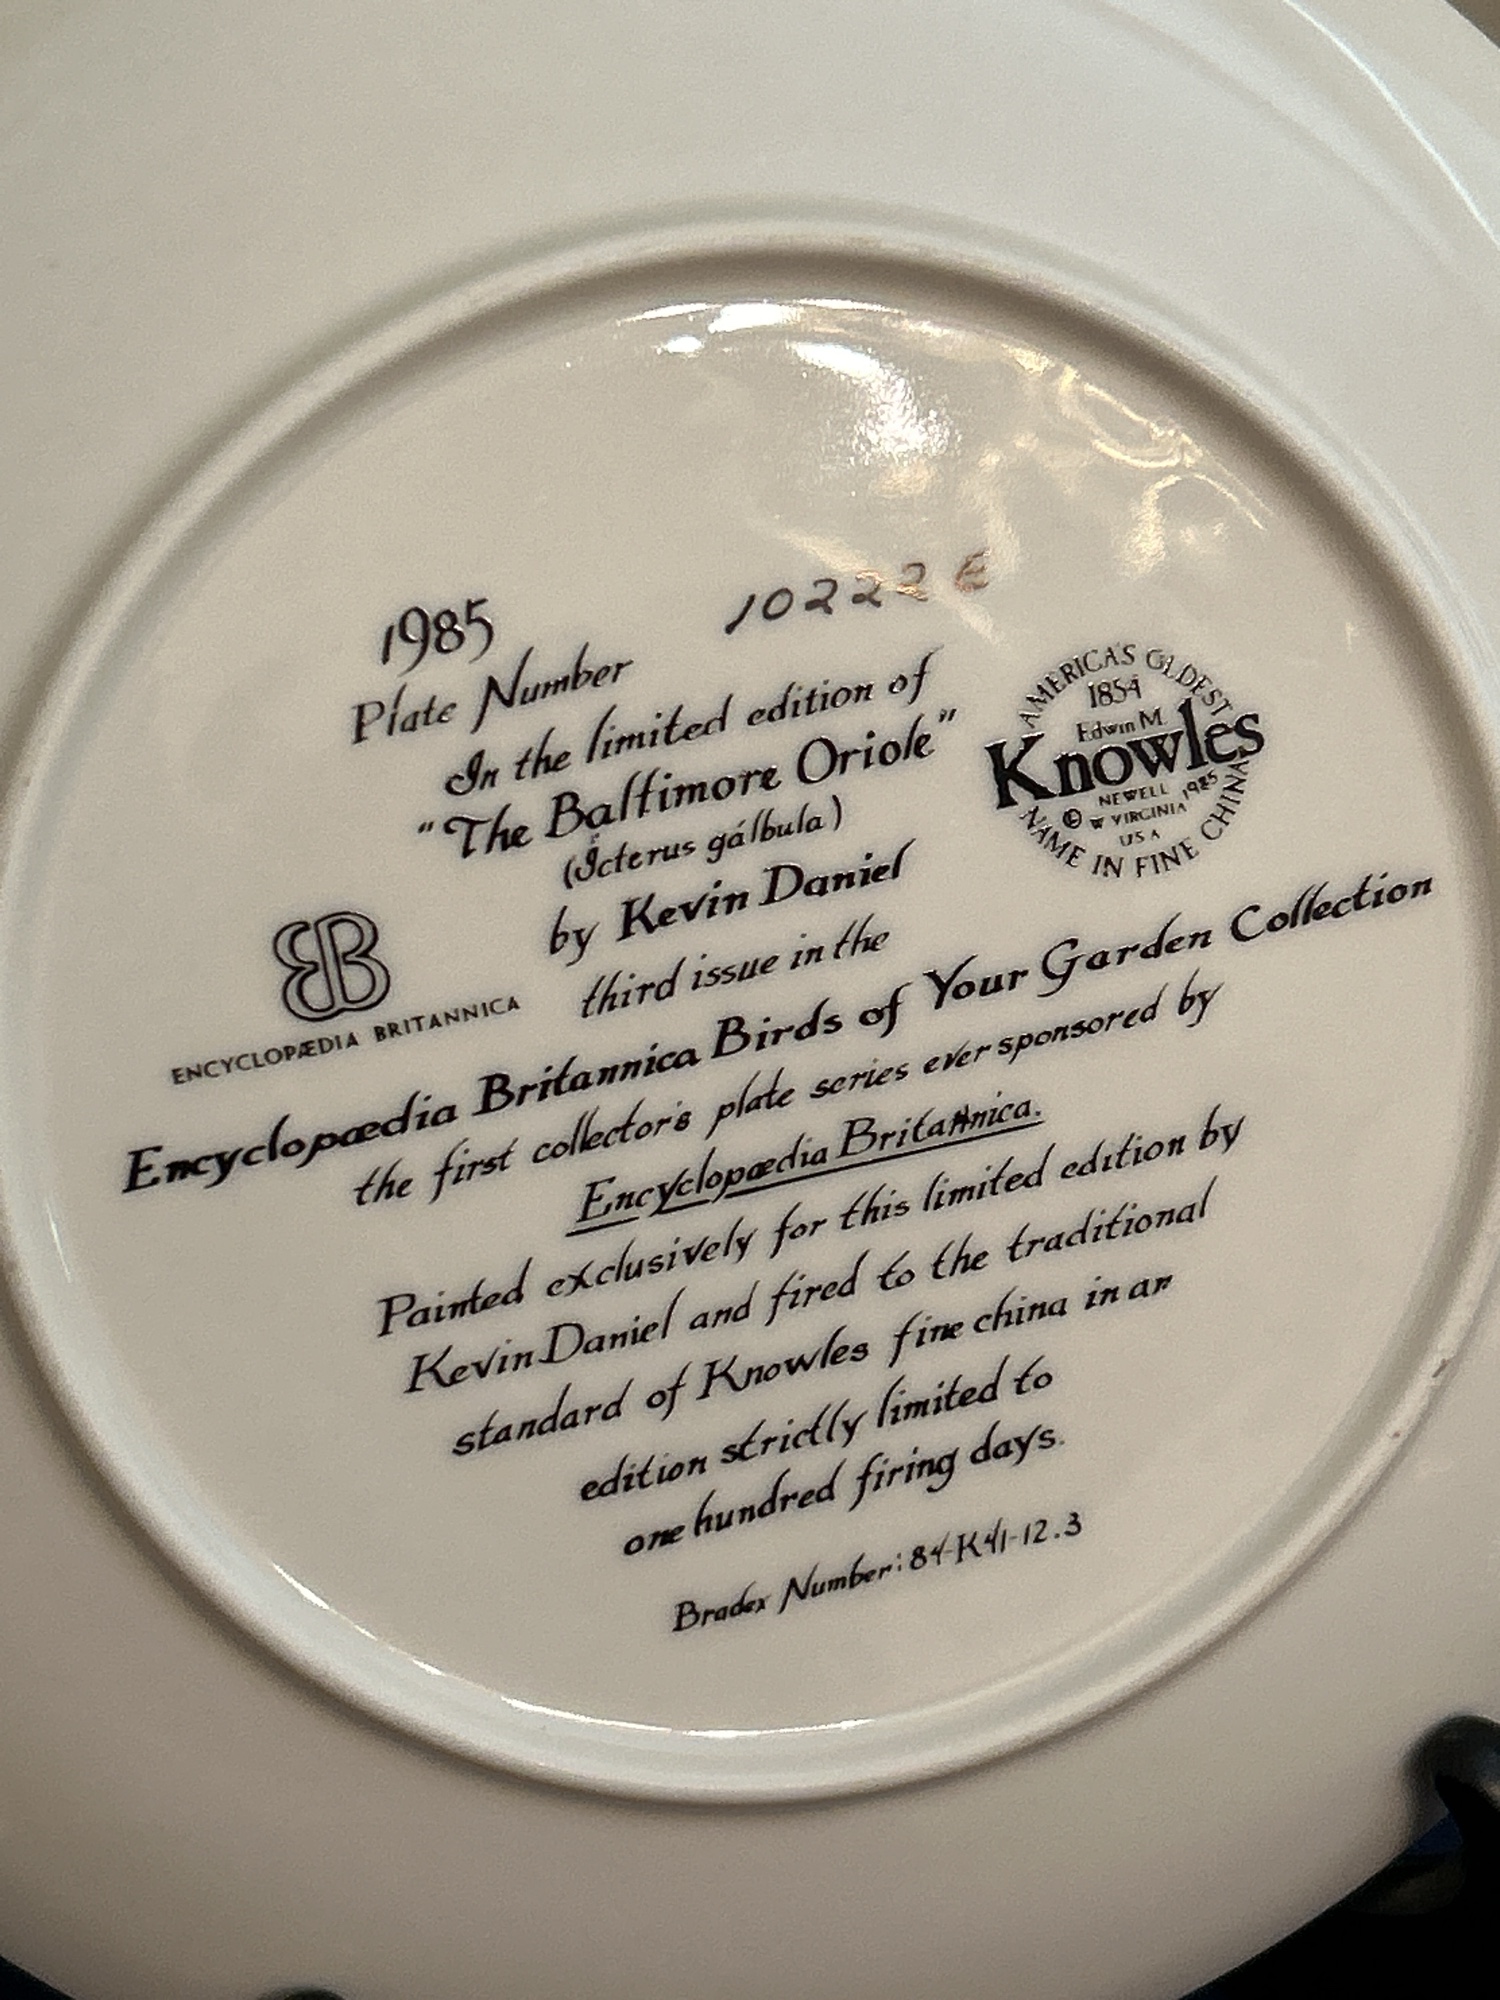 1985
Plate Number 10222E
In the limited edition of
"The Baltimore Oriole"
(Icterus gálbula)
by Kevin Daniel
third issue in the
Encyclopædia Britannica Birds of Your Garden Collection
the first collector's plate series ever sponsored by
Encyclopædia Britannica.
Painted exclusively for this limited edition by
Kevin Daniel and fired to the traditional
standard of Knowles fine china in an
edition strictly limited to
one hundred firing days.
Bradex Number: 84-K41-12.3
AMERICA'S OLDEST
1854
Edwin M.
Knowles
NEWELL
© W VIRGINIA 1985
USA
NAME IN FINE CHINA
EB
ENCYCLOPÆDIA BRITANNICA